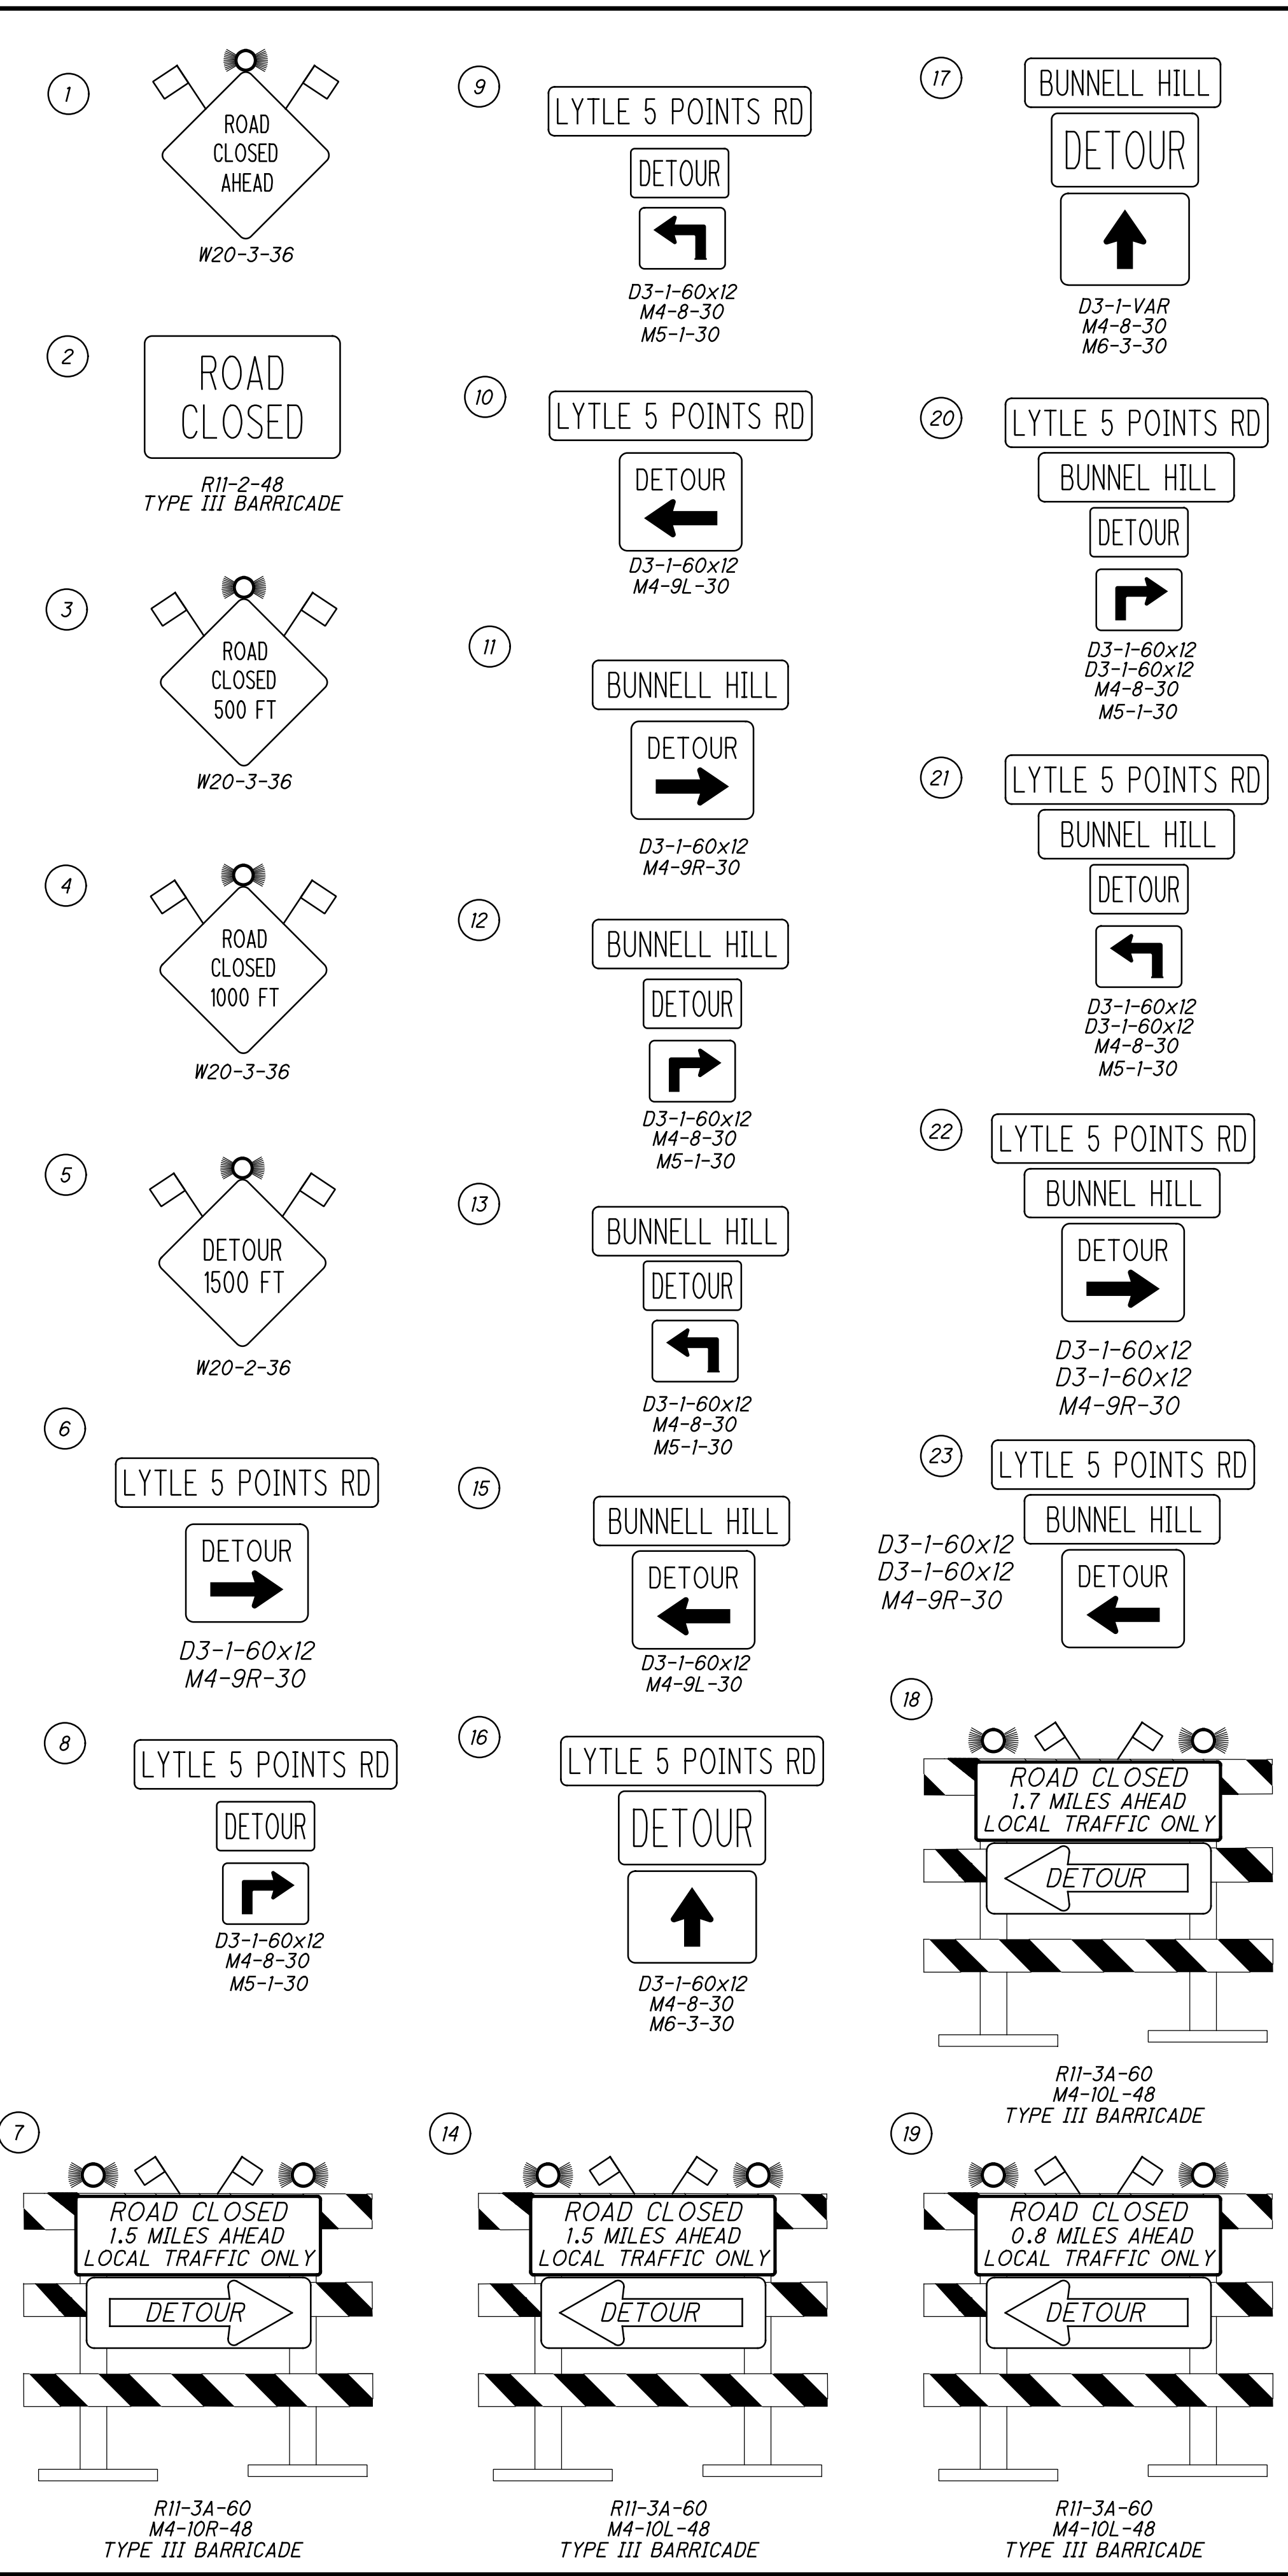 1
ROAD
CLOSED
AHEAD
W20-3-36
2
ROAD
CLOSED
R11-2-48
TYPE III BARRICADE
3
ROAD
CLOSED
500 FT
W20-3-36
4
ROAD
CLOSED
1000 FT
W20-3-36
5
DETOUR
1500 FT
W20-2-36
6
LYTLE 5 POINTS RD
DETOUR
D3-1-60x12
M4-9R-30
8
LYTLE 5 POINTS RD
DETOUR
D3-1-60x12
M4-8-30
M5-1-30
9
LYTLE 5 POINTS RD
DETOUR
D3-1-60x12
M4-8-30
M5-1-30
10
LYTLE 5 POINTS RD
DETOUR
D3-1-60x12
M4-9L-30
11
BUNNELL HILL
DETOUR
D3-1-60x12
M4-9R-30
12
BUNNELL HILL
DETOUR
D3-1-60x12
M4-8-30
M5-1-30
13
BUNNELL HILL
DETOUR
D3-1-60x12
M4-8-30
M5-1-30
15
BUNNELL HILL
DETOUR
D3-1-60x12
M4-9L-30
16
LYTLE 5 POINTS RD
DETOUR
D3-1-60x12
M4-8-30
M6-3-30
17
BUNNELL HILL
DETOUR
D3-1-VAR
M4-8-30
M6-3-30
20
LYTLE 5 POINTS RD
BUNNEL HILL
DETOUR
D3-1-60x12
D3-1-60x12
M4-8-30
M5-1-30
21
LYTLE 5 POINTS RD
BUNNEL HILL
DETOUR
D3-1-60x12
D3-1-60x12
M4-8-30
M5-1-30
22
LYTLE 5 POINTS RD
BUNNEL HILL
DETOUR
D3-1-60x12
D3-1-60x12
M4-9R-30
23
LYTLE 5 POINTS RD
BUNNEL HILL
DETOUR
D3-1-60x12
D3-1-60x12
M4-9R-30
18
ROAD CLOSED
1.7 MILES AHEAD
LOCAL TRAFFIC ONLY
DETOUR
R11-3A-60
M4-10L-48
TYPE III BARRICADE
7
ROAD CLOSED
1.5 MILES AHEAD
LOCAL TRAFFIC ONLY
DETOUR
R11-3A-60
M4-10R-48
TYPE III BARRICADE
14
ROAD CLOSED
1.5 MILES AHEAD
LOCAL TRAFFIC ONLY
DETOUR
R11-3A-60
M4-10L-48
TYPE III BARRICADE
19
ROAD CLOSED
0.8 MILES AHEAD
LOCAL TRAFFIC ONLY
DETOUR
R11-3A-60
M4-10L-48
TYPE III BARRICADE